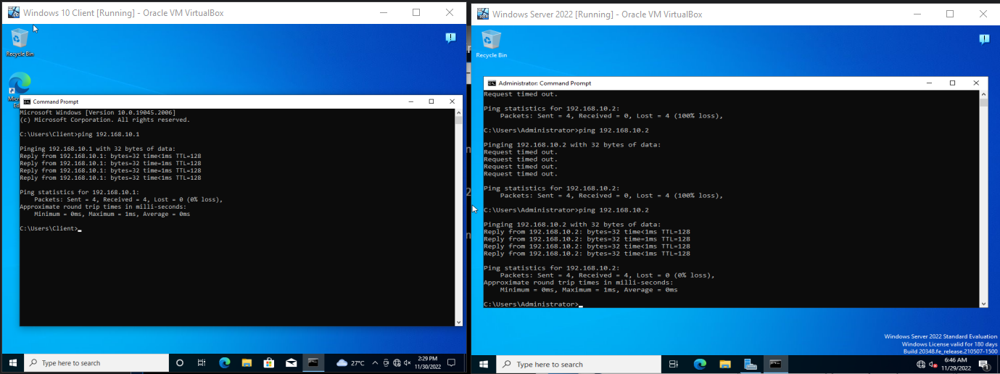 Windows 10 Client [Running] - Oracle VM VirtualBox
Recycle Bin
Command Prompt
Microsoft Windows [Version 10.0.19045.2006]
(c) Microsoft Corporation. All rights reserved.
C:\Users\Client>ping 192.168.10.1
Pinging 192.168.10.1 with 32 bytes of data:
Reply from 192.168.10.1: bytes=32 time<1ms TTL=128
Reply from 192.168.10.1: bytes=32 time=1ms TTL=128
Reply from 192.168.10.1: bytes=32 time=1ms TTL=128
Reply from 192.168.10.1: bytes=32 time<1ms TTL=128
Ping statistics for 192.168.10.1:
Packets: Sent = 4, Received = 4, Lost = 0 (0% loss),
Approximate round trip times in milli-seconds:
Minimum = 0ms, Maximum = 1ms, Average = 0ms
C:\Users\Client>
Type here to search
27°C
2:29 PM
11/30/2022
Windows Server 2022 [Running] - Oracle VM VirtualBox
Recycle Bin
Administrator: Command Prompt
Request timed out.
Ping statistics for 192.168.10.2:
Packets: Sent = 4, Received = 0, Lost = 4 (100% loss),
C:\Users\Administrator>ping 192.168.10.2
Pinging 192.168.10.2 with 32 bytes of data:
Request timed out.
Request timed out.
Request timed out.
Request timed out.
Ping statistics for 192.168.10.2:
Packets: Sent = 4, Received = 0, Lost = 4 (100% loss),
C:\Users\Administrator>ping 192.168.10.2
Pinging 192.168.10.2 with 32 bytes of data:
Reply from 192.168.10.2: bytes=32 time<1ms TTL=128
Reply from 192.168.10.2: bytes=32 time=1ms TTL=128
Reply from 192.168.10.2: bytes=32 time<1ms TTL=128
Reply from 192.168.10.2: bytes=32 time<1ms TTL=128
Ping statistics for 192.168.10.2:
Packets: Sent = 4, Received = 4, Lost = 0 (0% loss),
Approximate round trip times in milli-seconds:
Minimum = 0ms, Maximum = 1ms, Average = 0ms
C:\Users\Administrator>
Windows Server 2022 Standard Evaluation
Windows License valid for 180 days
Build 20348.fe_release.210507-1500
Type here to search
6:46 AM
11/29/2022
1